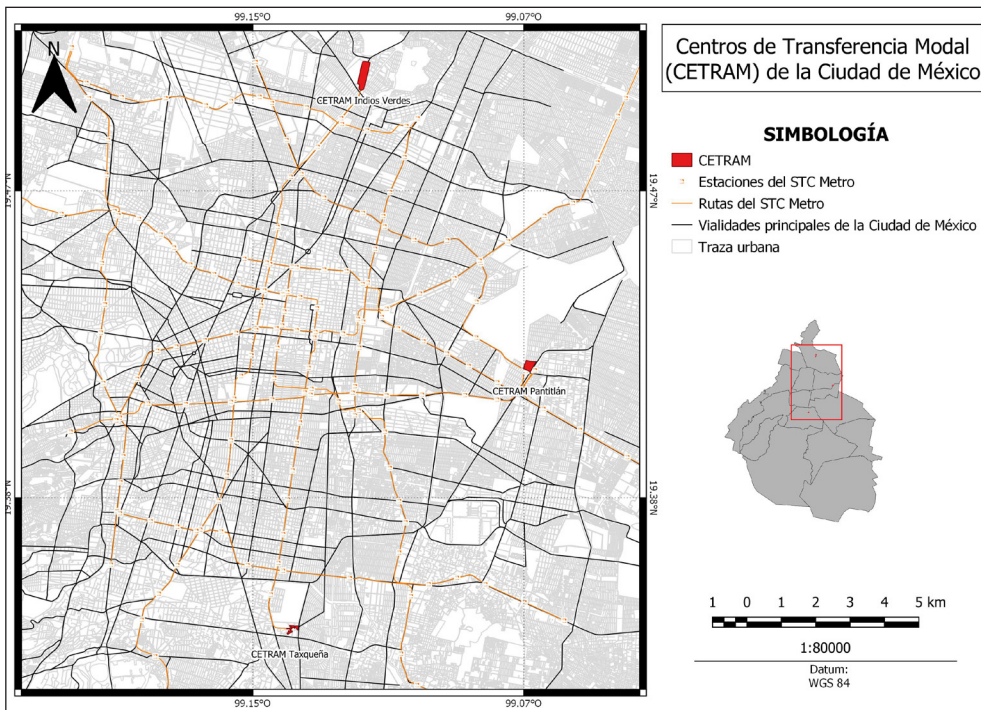 Centros de Transferencia Modal
(CETRAM) de la Ciudad de México
99.15°O
99.07°O
N
CETRAM Indios Verdes
19.47°N
19.47°N
CETRAM Pantitlán
19.38°N
19.38°N
CETRAM Taxqueña
99.15°O
99.07°O
SIMBOLOGÍA
CETRAM
Estaciones del STC Metro
Rutas del STC Metro
Vialidades principales de la Ciudad de México
Traza urbana
1 0 1 2 3 4 5 km
1:80000
Datum:
WGS 84